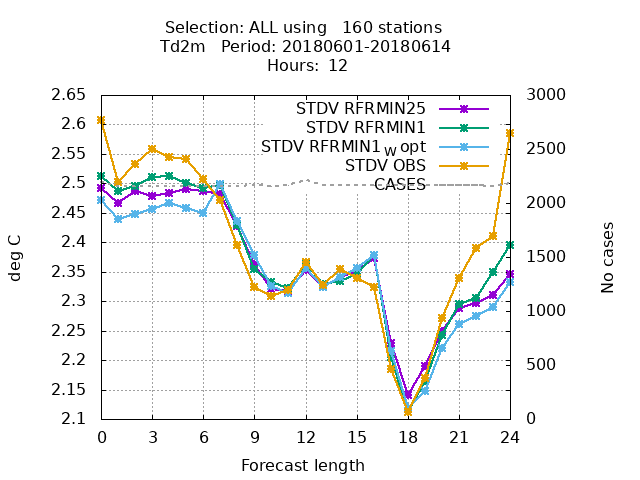 Selection: ALL using   160 stations
Td2m   Period: 20180601-20180614
Hours:  12
STDV RFRMIN25
STDV RFRMIN1
STDV RFRMIN1_w opt
STDV OBS
CASES
2.65
2.6
2.55
2.5
2.45
2.4
2.35
2.3
2.25
2.2
2.15
2.1
deg C
3000
2500
2000
1500
1000
500
0
No cases
0 3 6 9 12 15 18 21 24
Forecast length